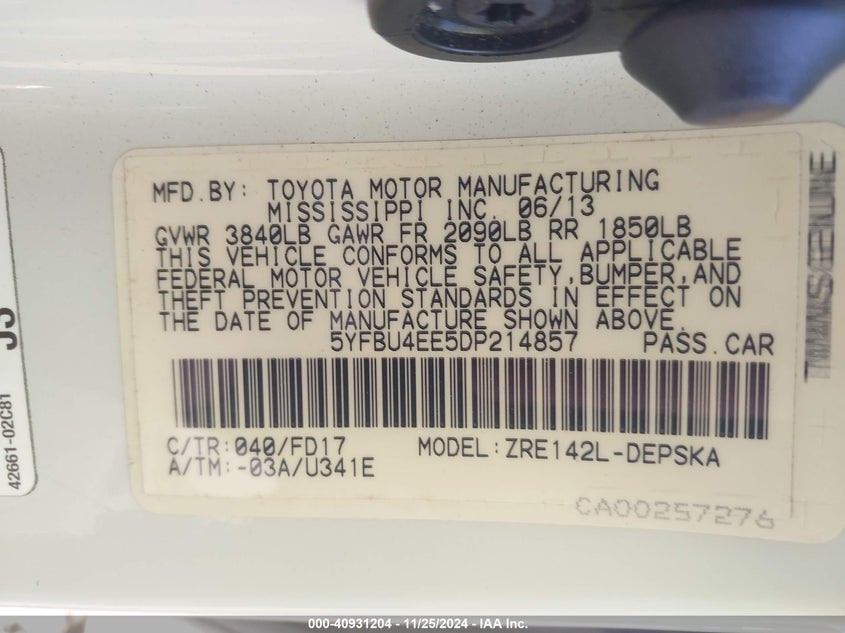 MFD.BY: TOYOTA MOTOR MANUFACTURING
MISSISSIPPI INC. 06/13
GVWR 3840LB GAWR FR 2090LB RR 1850LB
THIS VEHICLE CONFORMS TO ALL APPLICABLE
FEDERAL MOTOR VEHICLE SAFETY,BUMPER,AND
THEFT PREVENTION STANDARDS IN EFFECT ON
THE DATE OF MANUFACTURE SHOWN ABOVE.
5YFBU4EE5DP214857 PASS.CAR
C/TR:040/FD17 MODEL:ZRE142L-DEPSKA
A/TM:-03A/U341E
CA00257276
42661-02C81
000-40931204 - 11/25/2024 - IAA Inc.